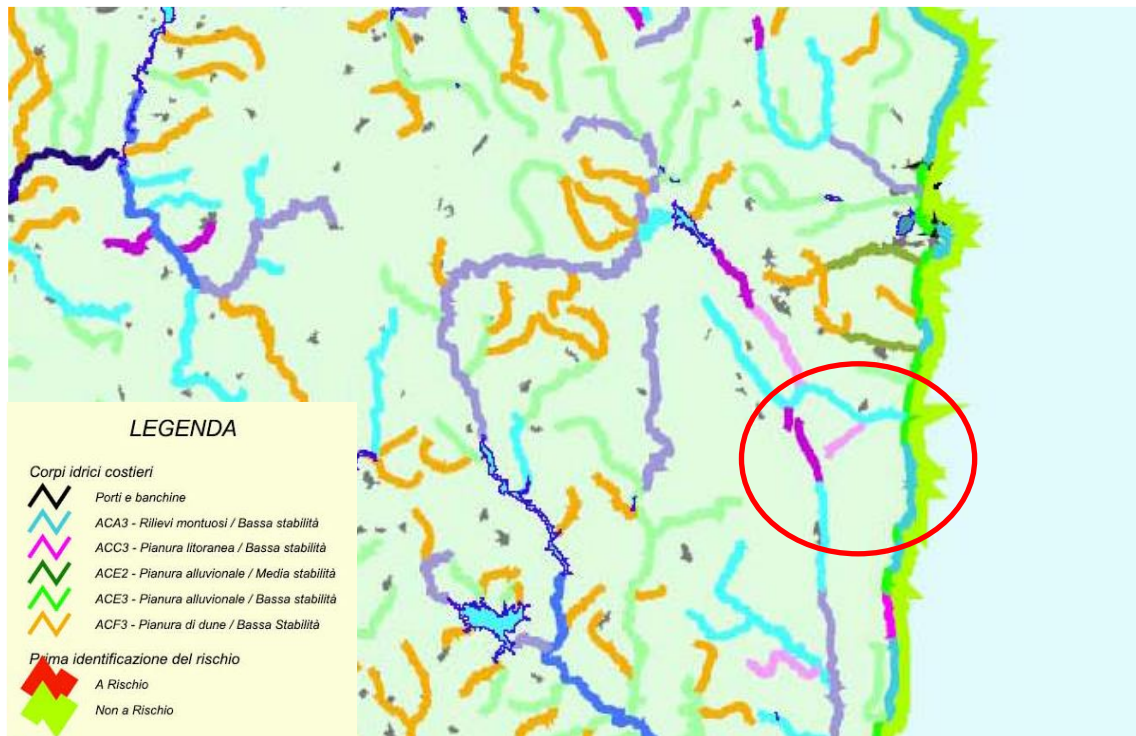 LEGENDA
Corpi idrici costieri
Porti e banchine
ACA3 - Rilievi montuosi / Bassa stabilità
ACC3 - Pianura litoranea / Bassa stabilità
ACE2 - Pianura alluvionale / Media stabilità
ACE3 - Pianura alluvionale / Bassa stabilità
ACF3 - Pianura di dune / Bassa Stabilità
Prima identificazione del rischio
A Rischio
Non a Rischio